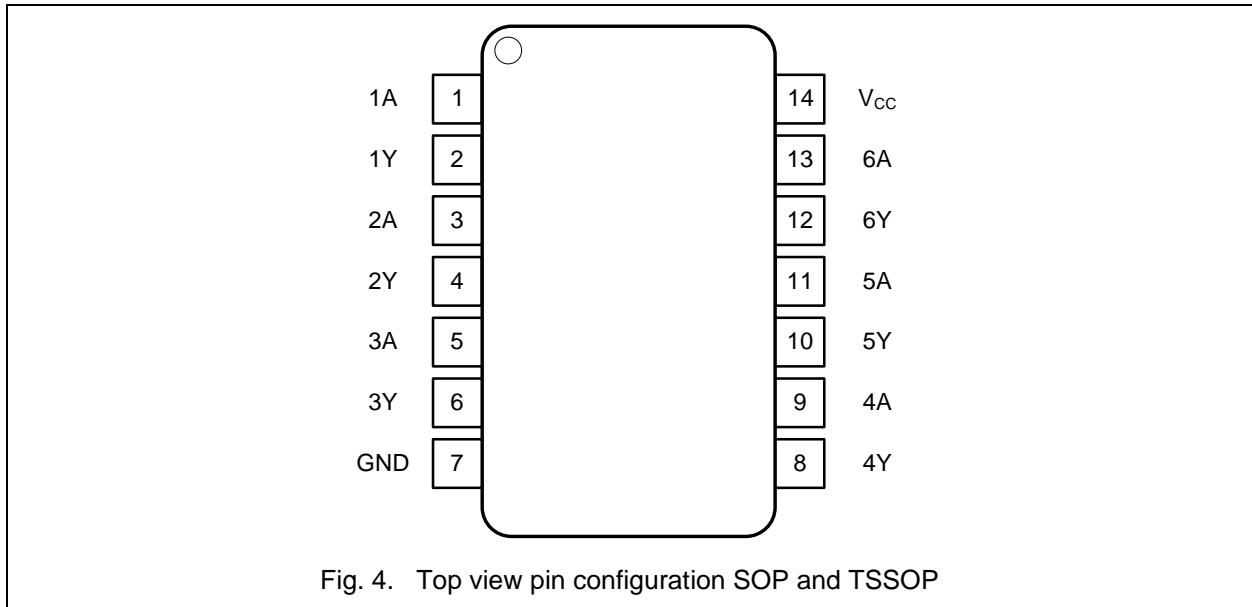 1A 1 14 VCC
1Y 2 13 6A
2A 3 12 6Y
2Y 4 11 5A
3A 5 10 5Y
3Y 6 9 4A
GND 7 8 4Y
Fig. 4. Top view pin configuration SOP and TSSOP